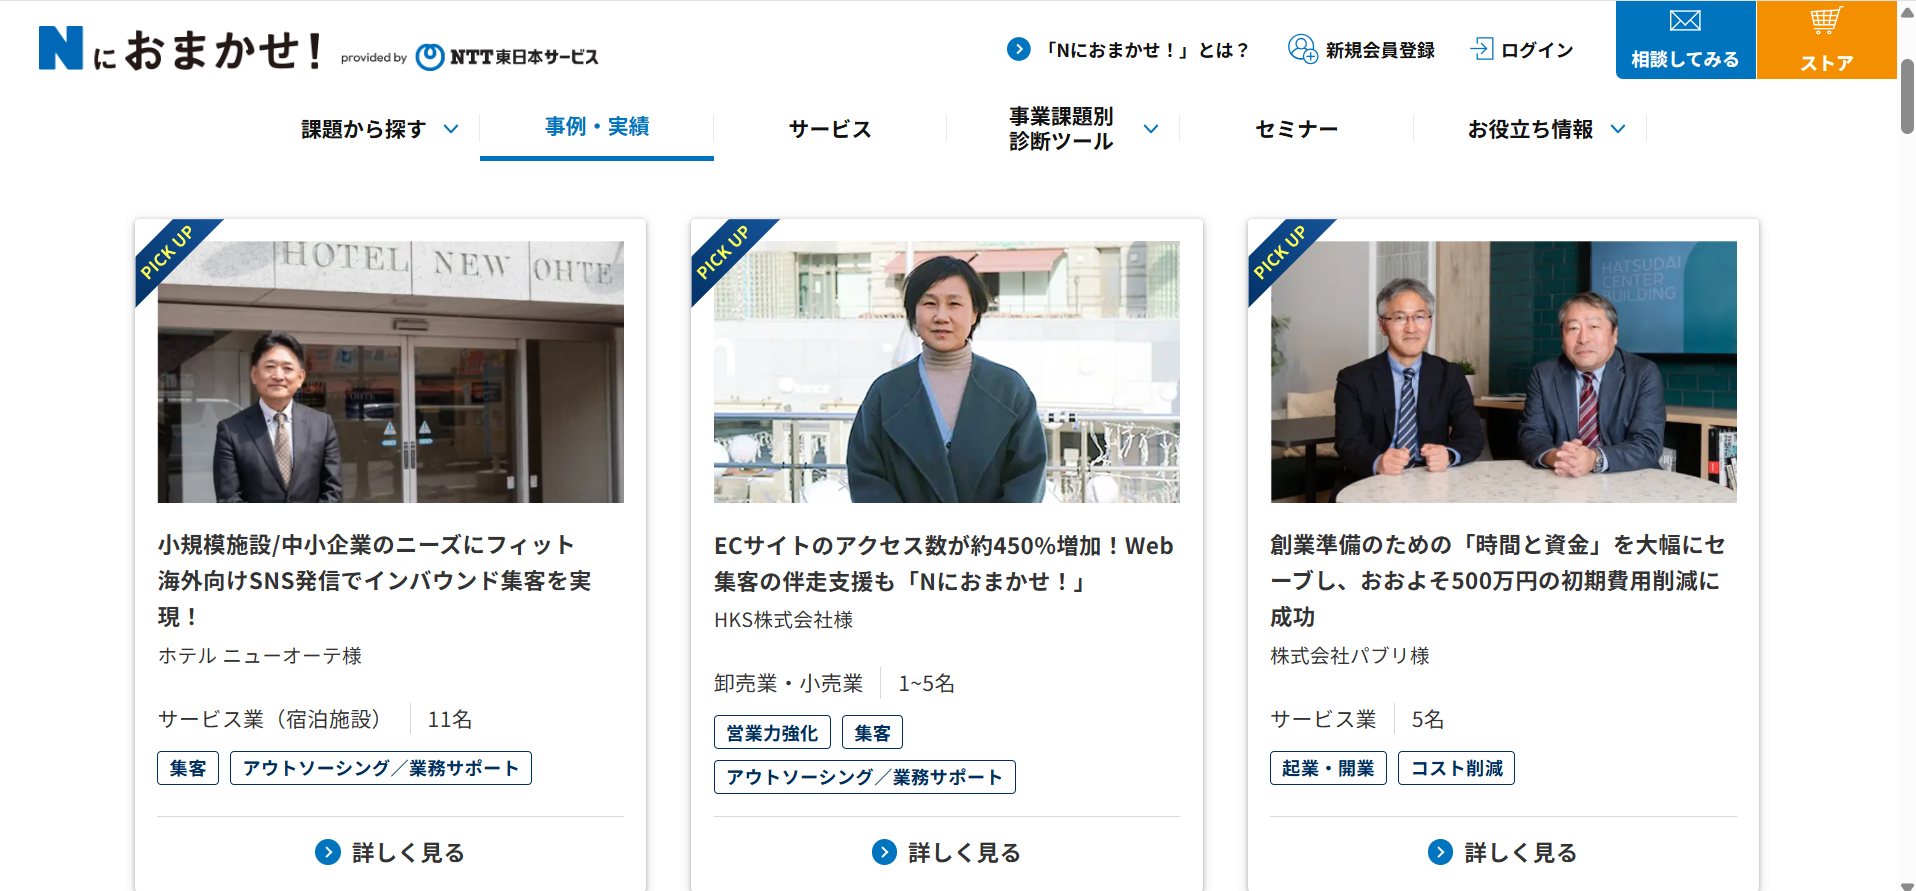 Nにおまかせ！ provided by NTT東日本サービス
「Nにおまかせ！」とは？
新規会員登録
ログイン
相談してみる
ストア
課題から探す
事例・実績
サービス
事業課題別
診断ツール
セミナー
お役立ち情報
PICK UP
HOTEL NEW OHTE
小規模施設/中小企業のニーズにフィット
海外向けSNS発信でインバウンド集客を実
現！
ホテル ニューオーテ様
サービス業（宿泊施設） 11名
集客 アウトソーシング／業務サポート
詳しく見る
PICK UP
ECサイトのアクセス数が約450%増加！Web
集客の伴走支援も「Nにおまかせ！」
HKS株式会社様
卸売業・小売業 1~5名
営業力強化 集客
アウトソーシング／業務サポート
詳しく見る
PICK UP
HATSUDAI
CENTER
BUILDING
創業準備のための「時間と資金」を大幅にセ
ーブし、おおよそ500万円の初期費用削減に
成功
株式会社パブリ様
サービス業 5名
起業・開業 コスト削減
詳しく見る